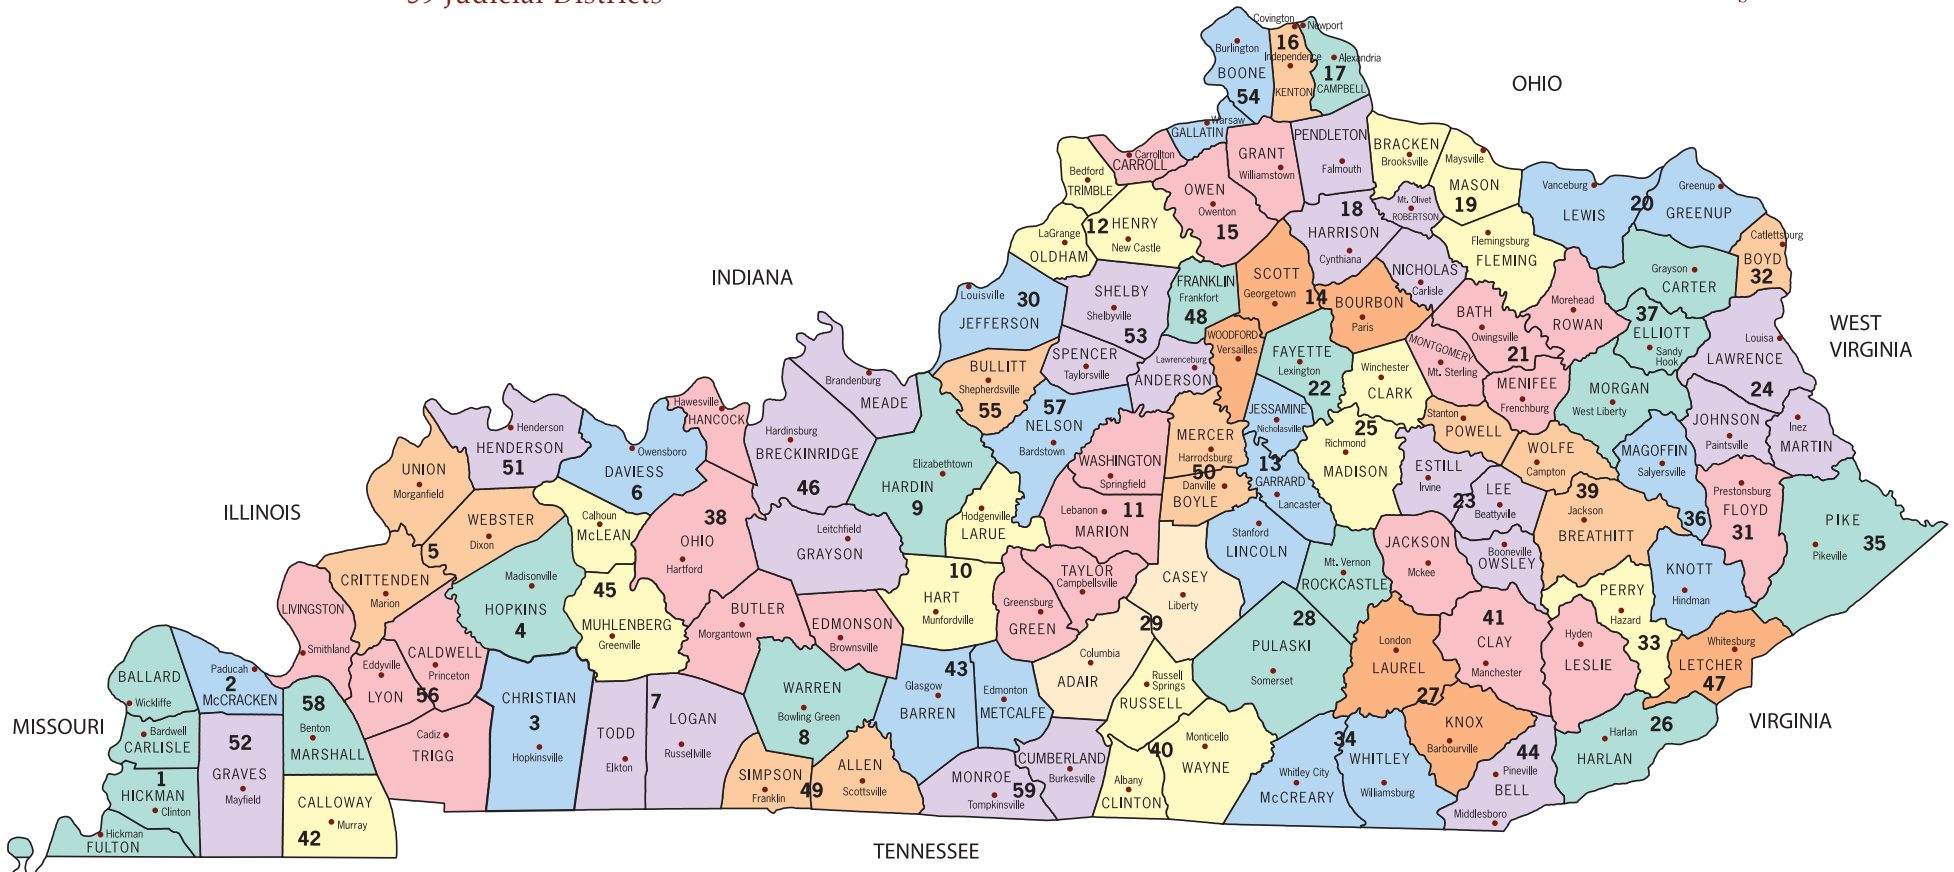 59 Judicial Districts
Covington
Newport
16
Burlington
Independence
Alexandria
BOONE
17
KENTON
CAMPBELL
54
OHIO
Warsaw
GALLATIN
PENDLETON
Falmouth
GRANT
Williamstown
BRACKEN
Brooksville
Maysville
MASON
19
Carrollton
CARROLL
Bedford
TRIMBLE
OWEN
Owenton
15
Mt. Olivet
ROBERTSON
Vanceburg
LEWIS
20
Greenup
GREENUP
12
HENRY
New Castle
LaGrange
OLDHAM
18
HARRISON
Cynthiana
Flemingsburg
FLEMING
Catlettsburg
BOYD
32
INDIANA
Louisville
30
JEFFERSON
SHELBY
Shelbyville
53
FRANKLIN
Frankfort
48
SCOTT
Georgetown
14
BOURBON
Paris
NICHOLAS
Carlisle
Grayson
CARTER
BATH
Owingsville
21
Morehead
ROWAN
37
ELLIOTT
Sandy
Hook
Louisa
LAWRENCE
24
WEST
VIRGINIA
WOODFORD
Versailles
FAYETTE
Lexington
22
MONTGOMERY
Mt. Sterling
SPENCER
Taylorsville
Lawrenceburg
ANDERSON
BULLITT
Shepherdsville
55
Brandenburg
MEADE
Winchester
CLARK
MENIFEE
Frenchburg
MORGAN
West Liberty
JOHNSON
Paintsville
Inez
MARTIN
Hawesville
HANCOCK
57
NELSON
Bardstown
JESSAMINE
Nicholasville
25
Richmond
MADISON
Stanton
POWELL
Henderson
HENDERSON
51
Owensboro
DAVIESS
6
Hardinsburg
BRECKINRIDGE
46
MERCER
Harrodsburg
50
Danville
BOYLE
13
GARRARD
Lancaster
WOLFE
Campton
MAGOFFIN
Salyersville
UNION
Morganfield
Elizabethtown
HARDIN
9
WASHINGTON
Springfield
ESTILL
Irvine
23
LEE
Beattyville
39
Jackson
BREATHITT
36
Prestonsburg
FLOYD
31
PIKE
Pikeville
35
ILLINOIS
WEBSTER
Dixon
5
Calhoun
McLEAN
38
OHIO
Hartford
Leitchfield
GRAYSON
Hodgenville
LARUE
Lebanon
11
MARION
Stanford
LINCOLN
JACKSON
Mckee
Booneville
OWSLEY
CRITTENDEN
Marion
Madisonville
HOPKINS
4
45
MUHLENBERG
Greenville
BUTLER
Morgantown
EDMONSON
Brownsville
10
HART
Munfordville
TAYLOR
Campbellsville
Greensburg
GREEN
CASEY
Liberty
29
Mt. Vernon
ROCKCASTLE
28
PULASKI
Somerset
PERRY
Hazard
33
KNOTT
Hindman
LIVINGSTON
Smithland
41
CLAY
Manchester
Hyden
LESLIE
London
LAUREL
27
Whitesburg
LETCHER
47
BALLARD
Wickliffe
Paducah
2
McCRACKEN
Eddyville
LYON
CALDWELL
Princeton
56
CHRISTIAN
3
Hopkinsville
58
Benton
MARSHALL
Cadiz
TRIGG
TODD
Elkton
7
LOGAN
Russellville
WARREN
Bowling Green
8
43
Glasgow
BARREN
Edmonton
METCALFE
Columbia
ADAIR
Russell
Springs
RUSSELL
KNOX
Barbourville
26
Harlan
HARLAN
VIRGINIA
MISSOURI
Bardwell
CARLISLE
52
GRAVES
Mayfield
1
HICKMAN
Clinton
Hickman
FULTON
CALLOWAY
Murray
42
SIMPSON
Franklin
49
ALLEN
Scottsville
MONROE
Tompkinsville
59
CUMBERLAND
Burkesville
40
Albany
CLINTON
Monticello
WAYNE
34
Whitley City
McCREARY
WHITLEY
Williamsburg
44
Pineville
BELL
Middlesboro
TENNESSEE